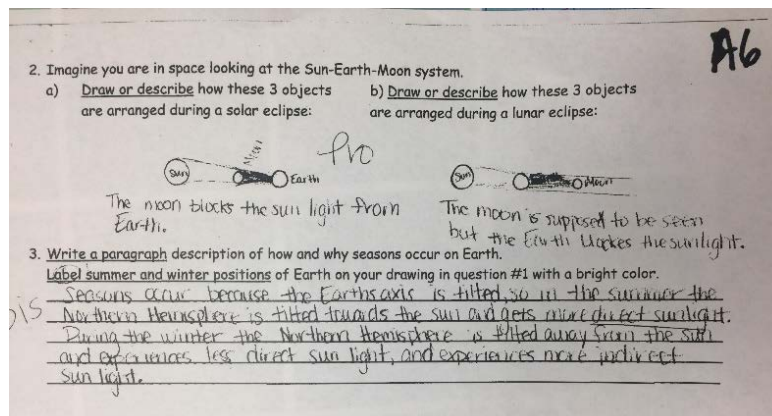 A6
2. Imagine you are in space looking at the Sun-Earth-Moon system.
a) Draw or describe how these 3 objects
are arranged during a solar eclipse:
b) Draw or describe how these 3 objects
are arranged during a lunar eclipse:
Pro
Sun
Moon
Earth
The moon blocks the sun light from
Earth.
Sun
Moon
The moon is supposed to be seen
but the Earth blockes the sunlight.
3. Write a paragraph description of how and why seasons occur on Earth.
Label summer and winter positions of Earth on your drawing in question #1 with a bright color.
Seasons occur because the Earths axis is tilted, so in the summer the
Northern Hemisphere is tilted twards the sun and gets more direct sunlight.
Dis
During the winter the Northern Hemisphere is tilted away from the sun
and experiences less direct sun light, and experiences more indirect
sun light.